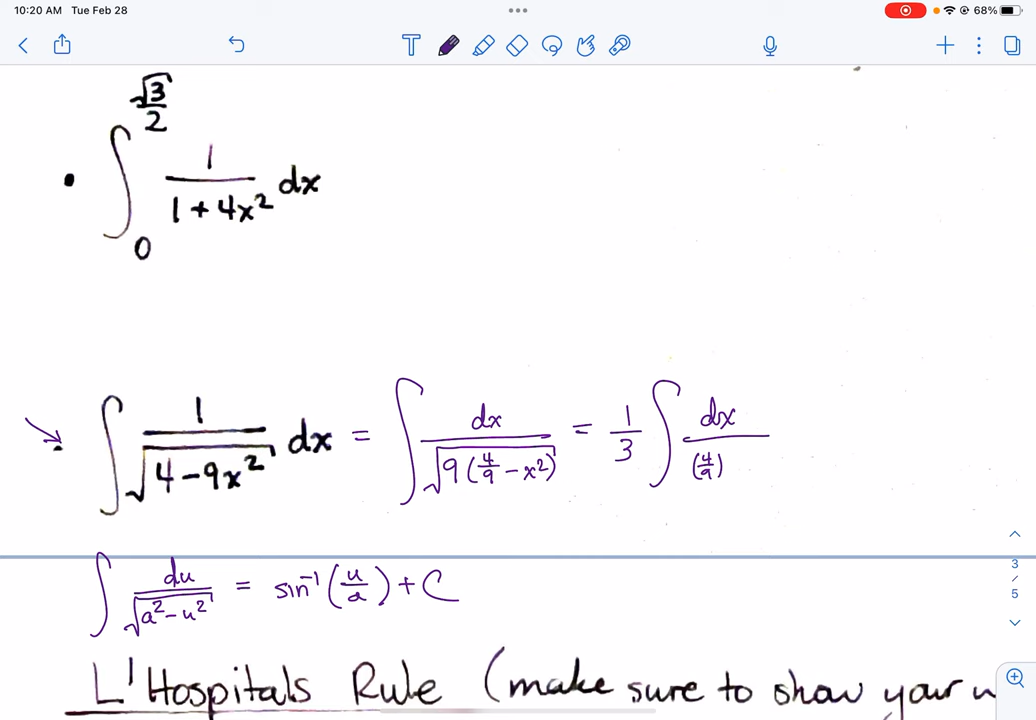 10:20 AM Tue Feb 28 68%
T
• ∫_0^{√3/2} 1/(1 + 4x²) dx
∫ 1/√(4 − 9x²) dx = ∫ dx/√(9(4/9 − x²)) = 1/3 ∫ dx/(4/9)
∫ du/√(a² − u²) = sin⁻¹(u/a) + C
3
/
5
L'Hospitals Rule (make sure to show your